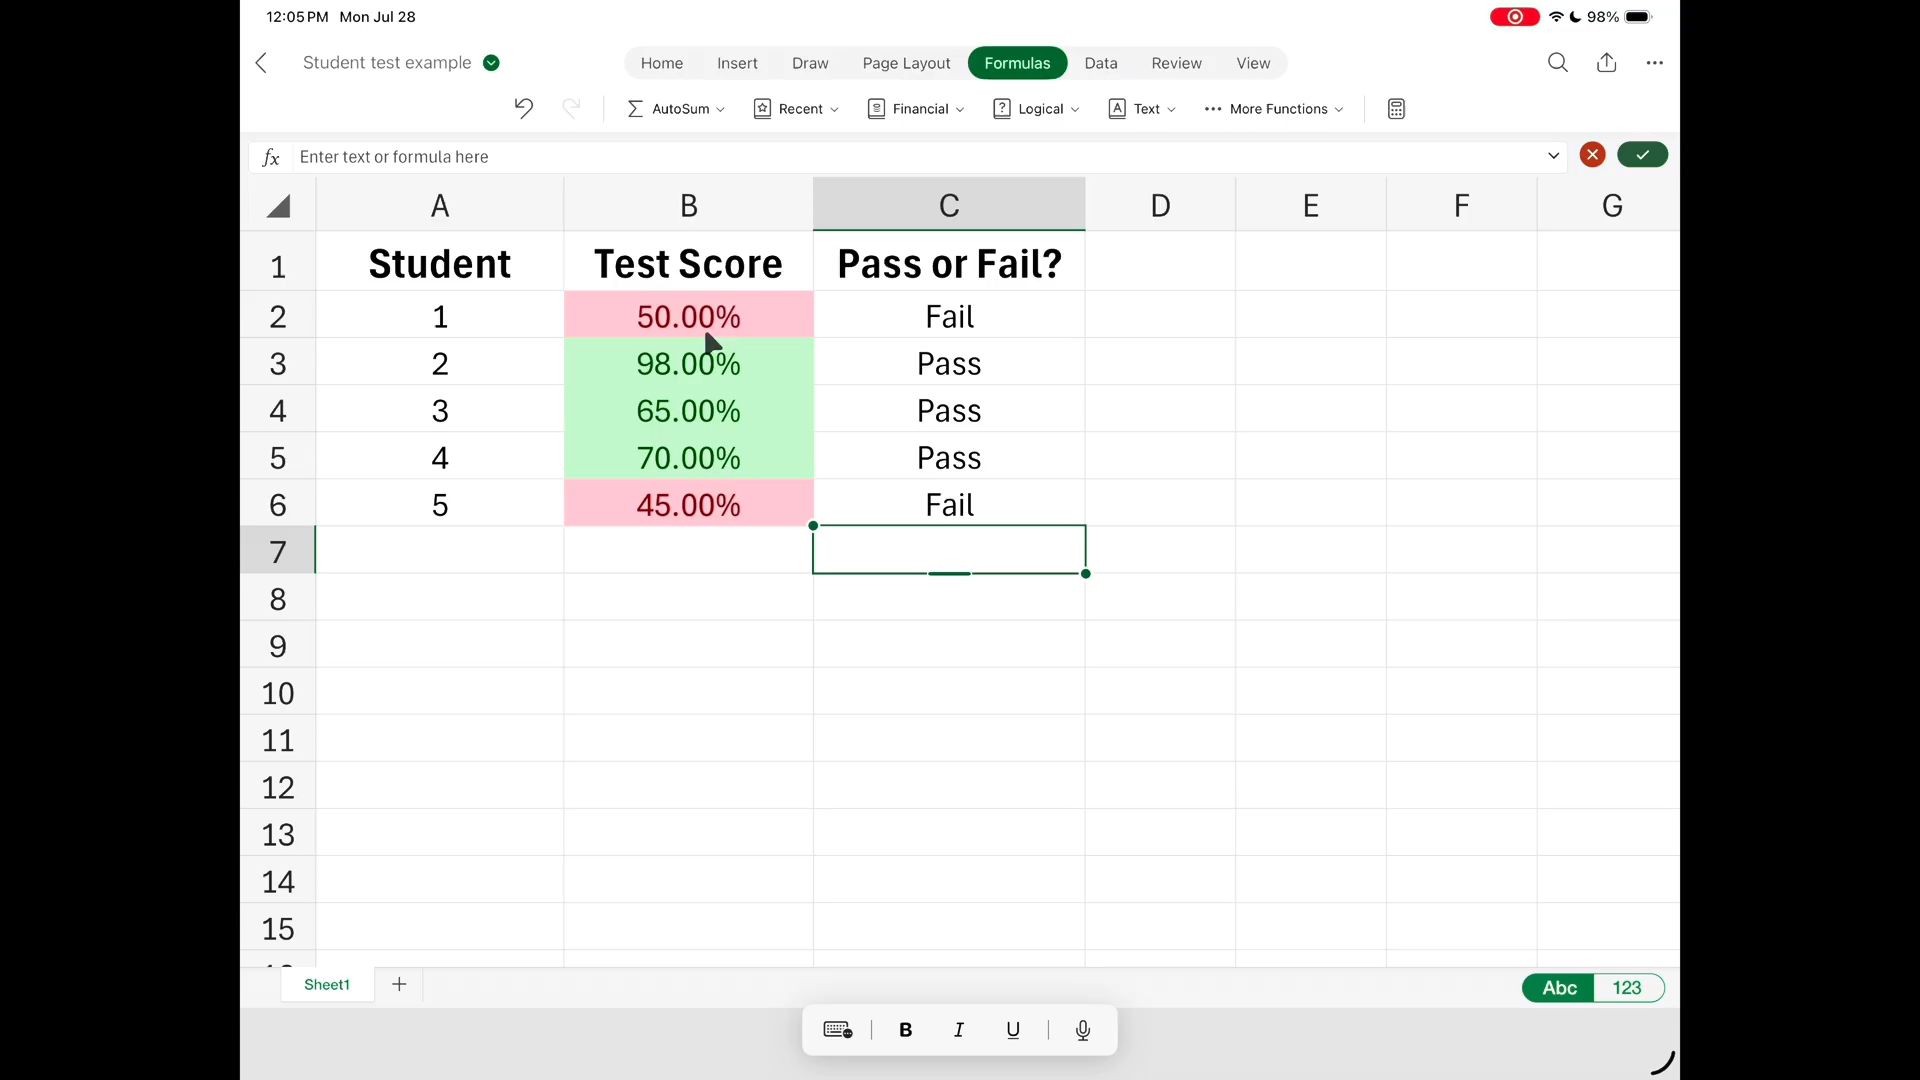 12:05 PM Mon Jul 28 98%
Student test example Home Insert Draw Page Layout Formulas Data Review View
AutoSum Recent Financial Logical Text More Functions
fx Enter text or formula here
A B C D E F G
1 Student Test Score Pass or Fail?
2 1 50.00% Fail
3 2 98.00% Pass
4 3 65.00% Pass
5 4 70.00% Pass
6 5 45.00% Fail
7
8
9
10
11
12
13
14
15
Sheet1 + Abc 123
B I U